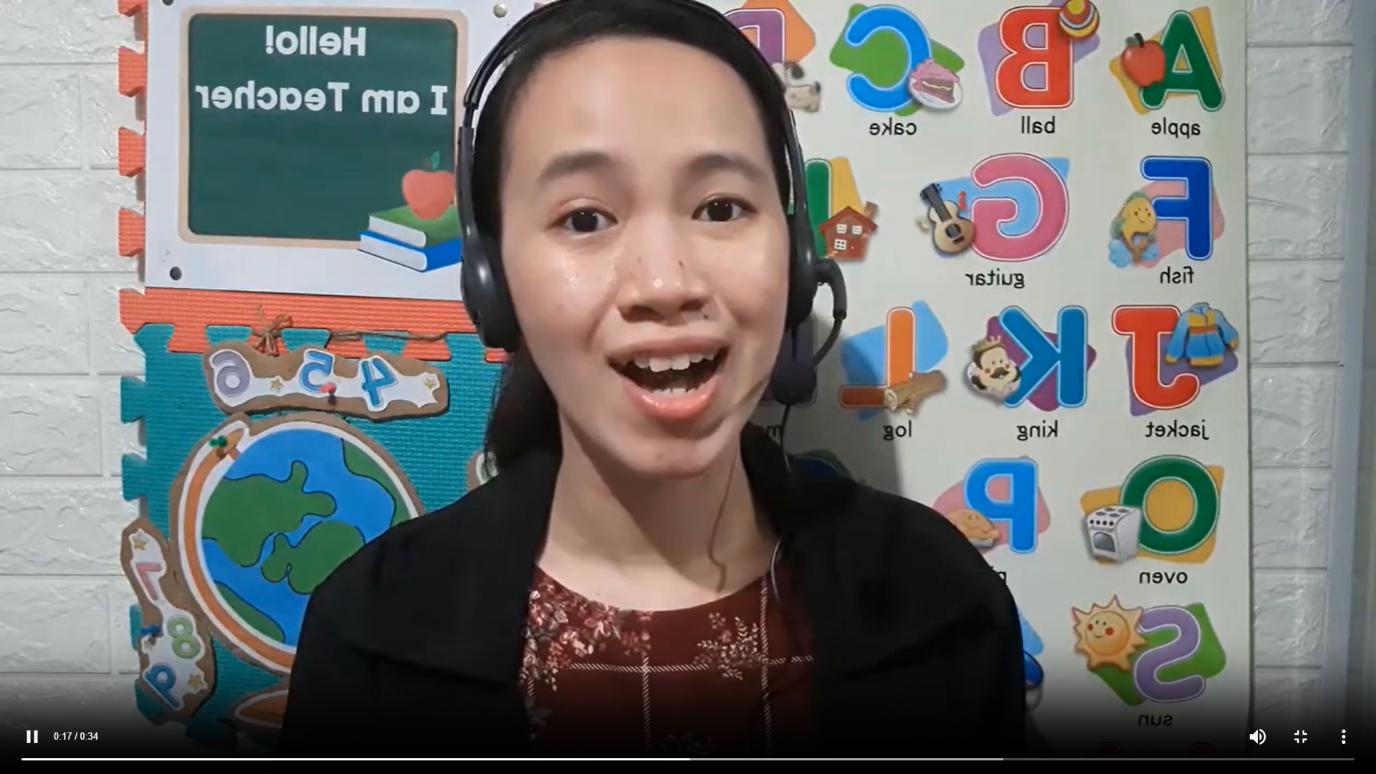 Hello!
I am Teacher
D C B A
cake ball apple
G F
guitar fish
L K J
log king jacket
P O
oven
S
sun
4 5 6
7 8 9
0:17 / 0:34